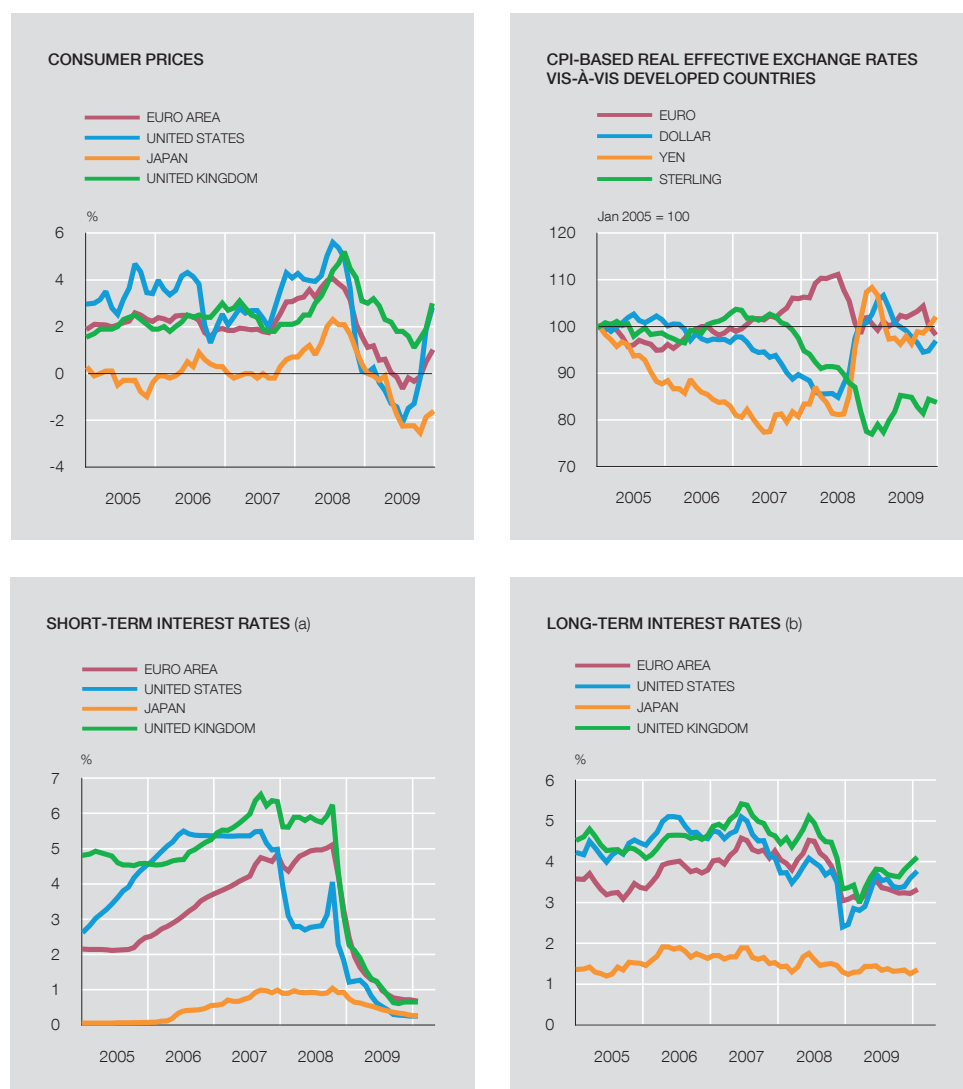 CONSUMER PRICES
EURO AREA
UNITED STATES
JAPAN
UNITED KINGDOM
%
6
4
2
0
-2
-4
2005 2006 2007 2008 2009
CPI-BASED REAL EFFECTIVE EXCHANGE RATES
VIS-À-VIS DEVELOPED COUNTRIES
EURO
DOLLAR
YEN
STERLING
Jan 2005 = 100
120
110
100
90
80
70
2005 2006 2007 2008 2009
SHORT-TERM INTEREST RATES (a)
EURO AREA
UNITED STATES
JAPAN
UNITED KINGDOM
%
7
6
5
4
3
2
1
0
2005 2006 2007 2008 2009
LONG-TERM INTEREST RATES (b)
EURO AREA
UNITED STATES
JAPAN
UNITED KINGDOM
%
6
5
4
3
2
1
0
2005 2006 2007 2008 2009